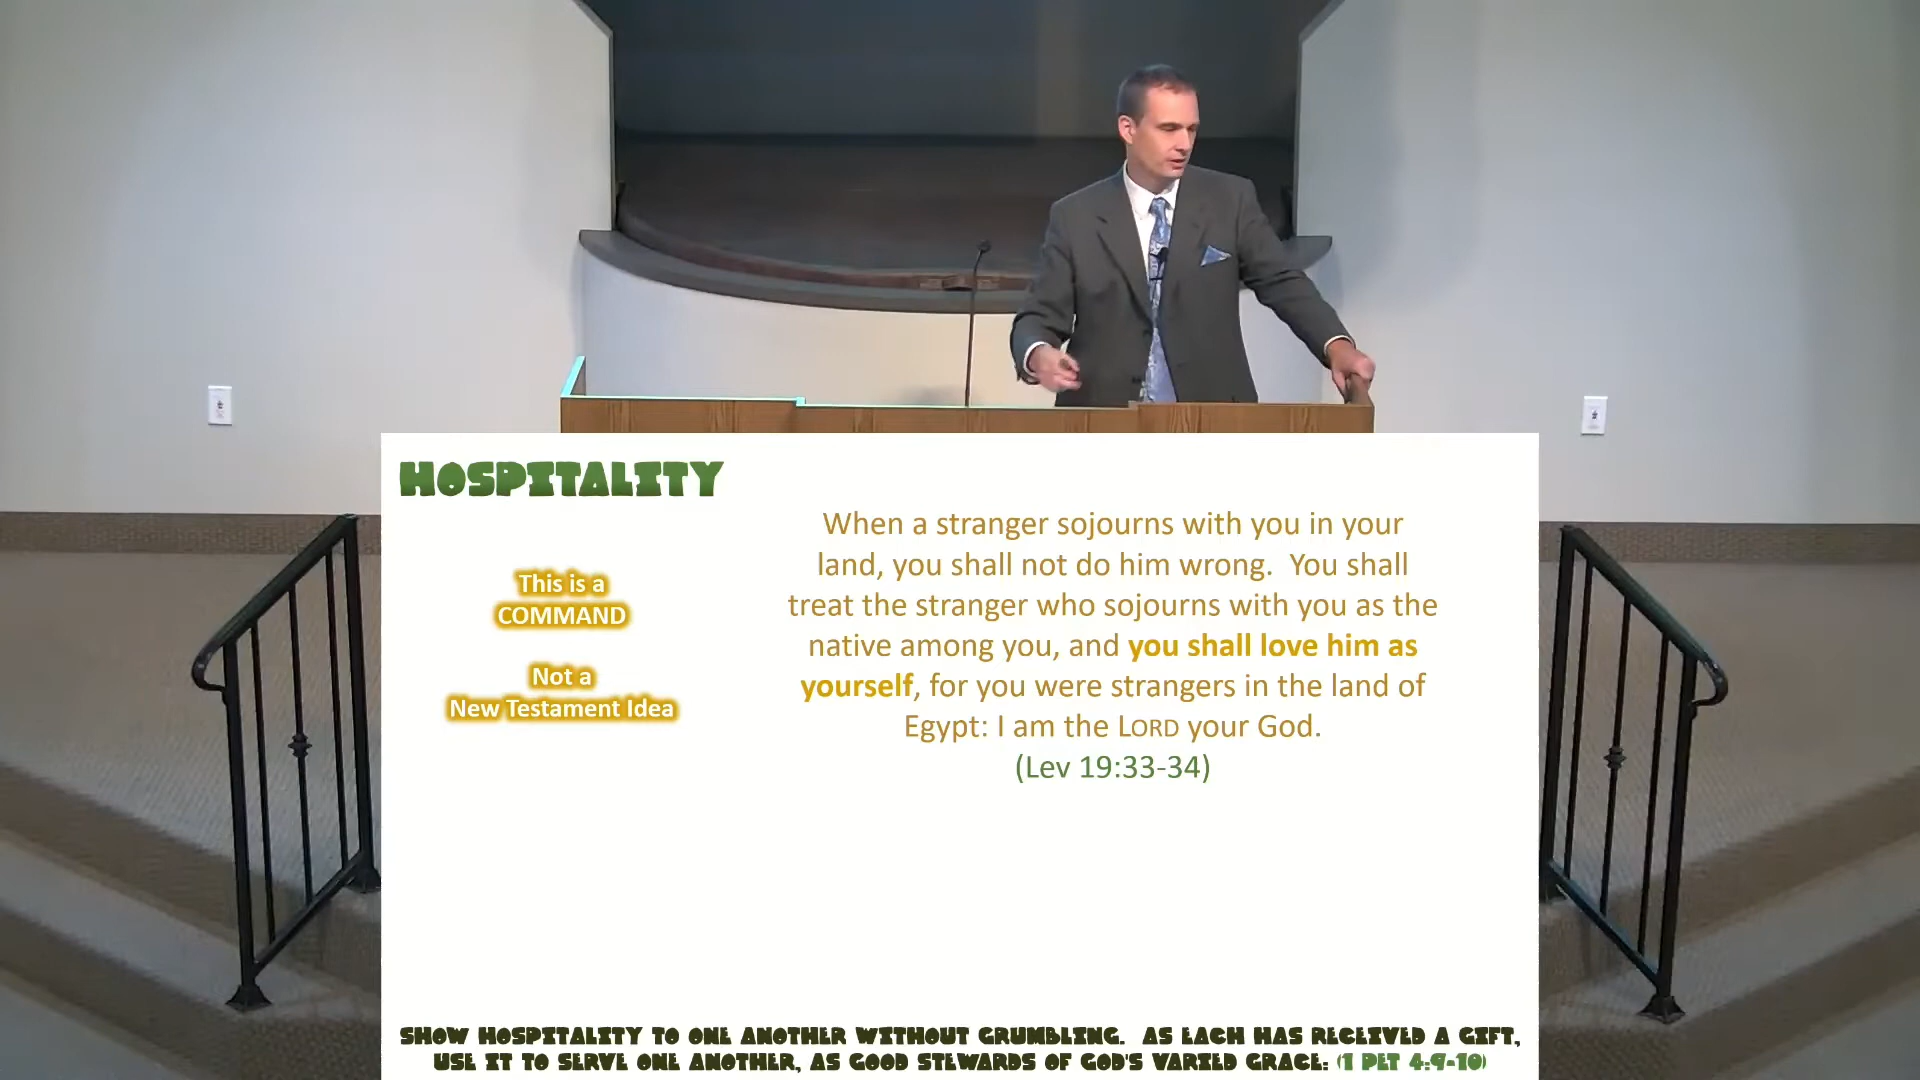 HOSPITALITY
This is a
COMMAND
Not a
New Testament Idea
When a stranger sojourns with you in your
land, you shall not do him wrong.  You shall
treat the stranger who sojourns with you as the
native among you, and you shall love him as
yourself, for you were strangers in the land of
Egypt: I am the LORD your God.
(Lev 19:33-34)
SHOW HOSPITALITY TO ONE ANOTHER WITHOUT GRUMBLING.  AS EACH HAS RECEIVED A GIFT,
USE IT TO SERVE ONE ANOTHER, AS GOOD STEWARDS OF GOD'S VARIED GRACE: (1 PET 4:9-10)